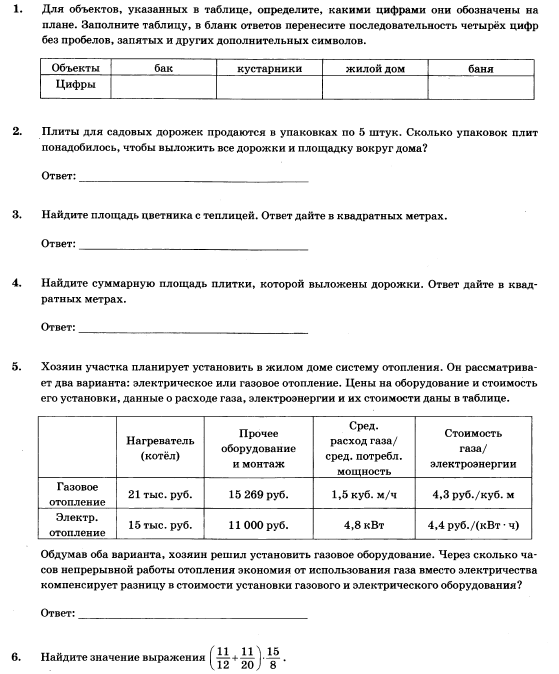 1. Для объектов, указанных в таблице, определите, какими цифрами они обозначены на
плане. Заполните таблицу, в бланк ответов перенесите последовательность четырёх цифр
без пробелов, запятых и других дополнительных символов.
Объекты бак кустарники жилой дом баня
Цифры
2. Плиты для садовых дорожек продаются в упаковках по 5 штук. Сколько упаковок плит
понадобилось, чтобы выложить все дорожки и площадку вокруг дома?
Ответ:
3. Найдите площадь цветника с теплицей. Ответ дайте в квадратных метрах.
Ответ:
4. Найдите суммарную площадь плитки, которой выложены дорожки. Ответ дайте в квад-
ратных метрах.
Ответ:
5. Хозяин участка планирует установить в жилом доме систему отопления. Он рассматрива-
ет два варианта: электрическое или газовое отопление. Цены на оборудование и стоимость
его установки, данные о расходе газа, электроэнергии и их стоимости даны в таблице.
Нагреватель
(котёл)
Прочее
оборудование
и монтаж
Сред.
расход газа/
сред. потребл.
мощность
Стоимость
газа/
электроэнергии
Газовое
отопление
21 тыс. руб. 15 269 руб. 1,5 куб. м/ч 4,3 руб./куб. м
Электр.
отопление
15 тыс. руб. 11 000 руб. 4,8 кВт 4,4 руб./(кВт · ч)
Обдумав оба варианта, хозяин решил установить газовое оборудование. Через сколько ча-
сов непрерывной работы отопления экономия от использования газа вместо электричества
компенсирует разницу в стоимости установки газового и электрического оборудования?
Ответ:
6. Найдите значение выражения (11/12 + 11/20) · 15/8 .